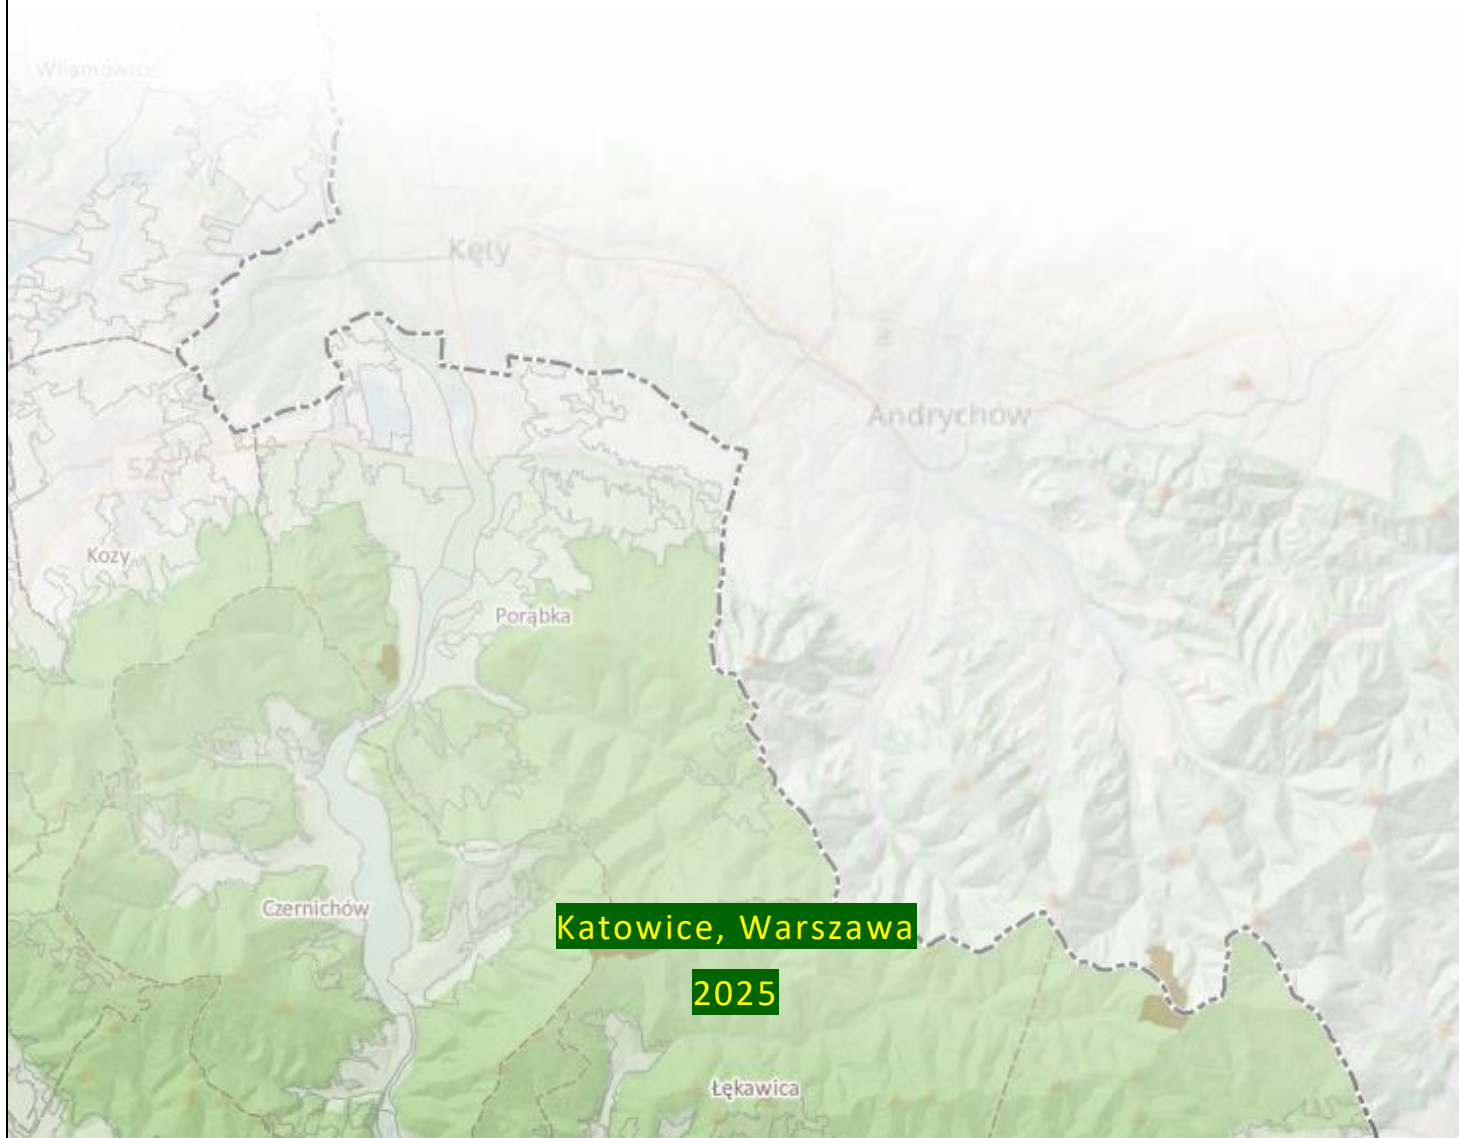 Wilamowice
Kęty
Andrychów
52
Kozy
Porąbka
Czernichów
Katowice, Warszawa
2025
Łękawica